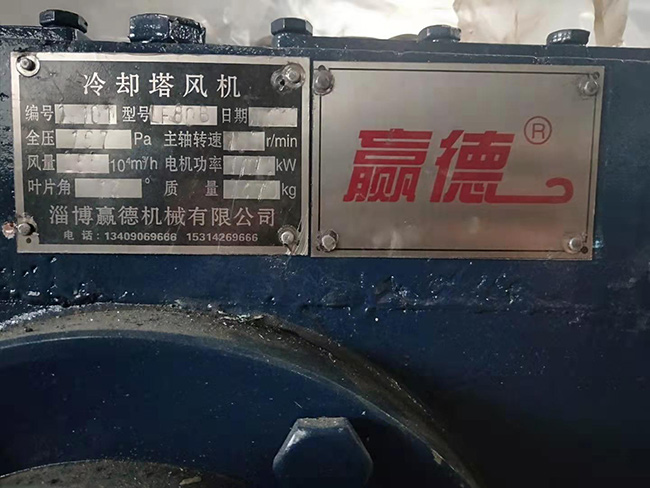 冷却塔风机
编号 型号 日期
全压 Pa 主轴转速 r/min
风量 10⁴m³/h 电机功率 kW
叶片角 ° 质量 kg
淄博赢德机械有限公司
电话：13409069666 15314269666
赢德®